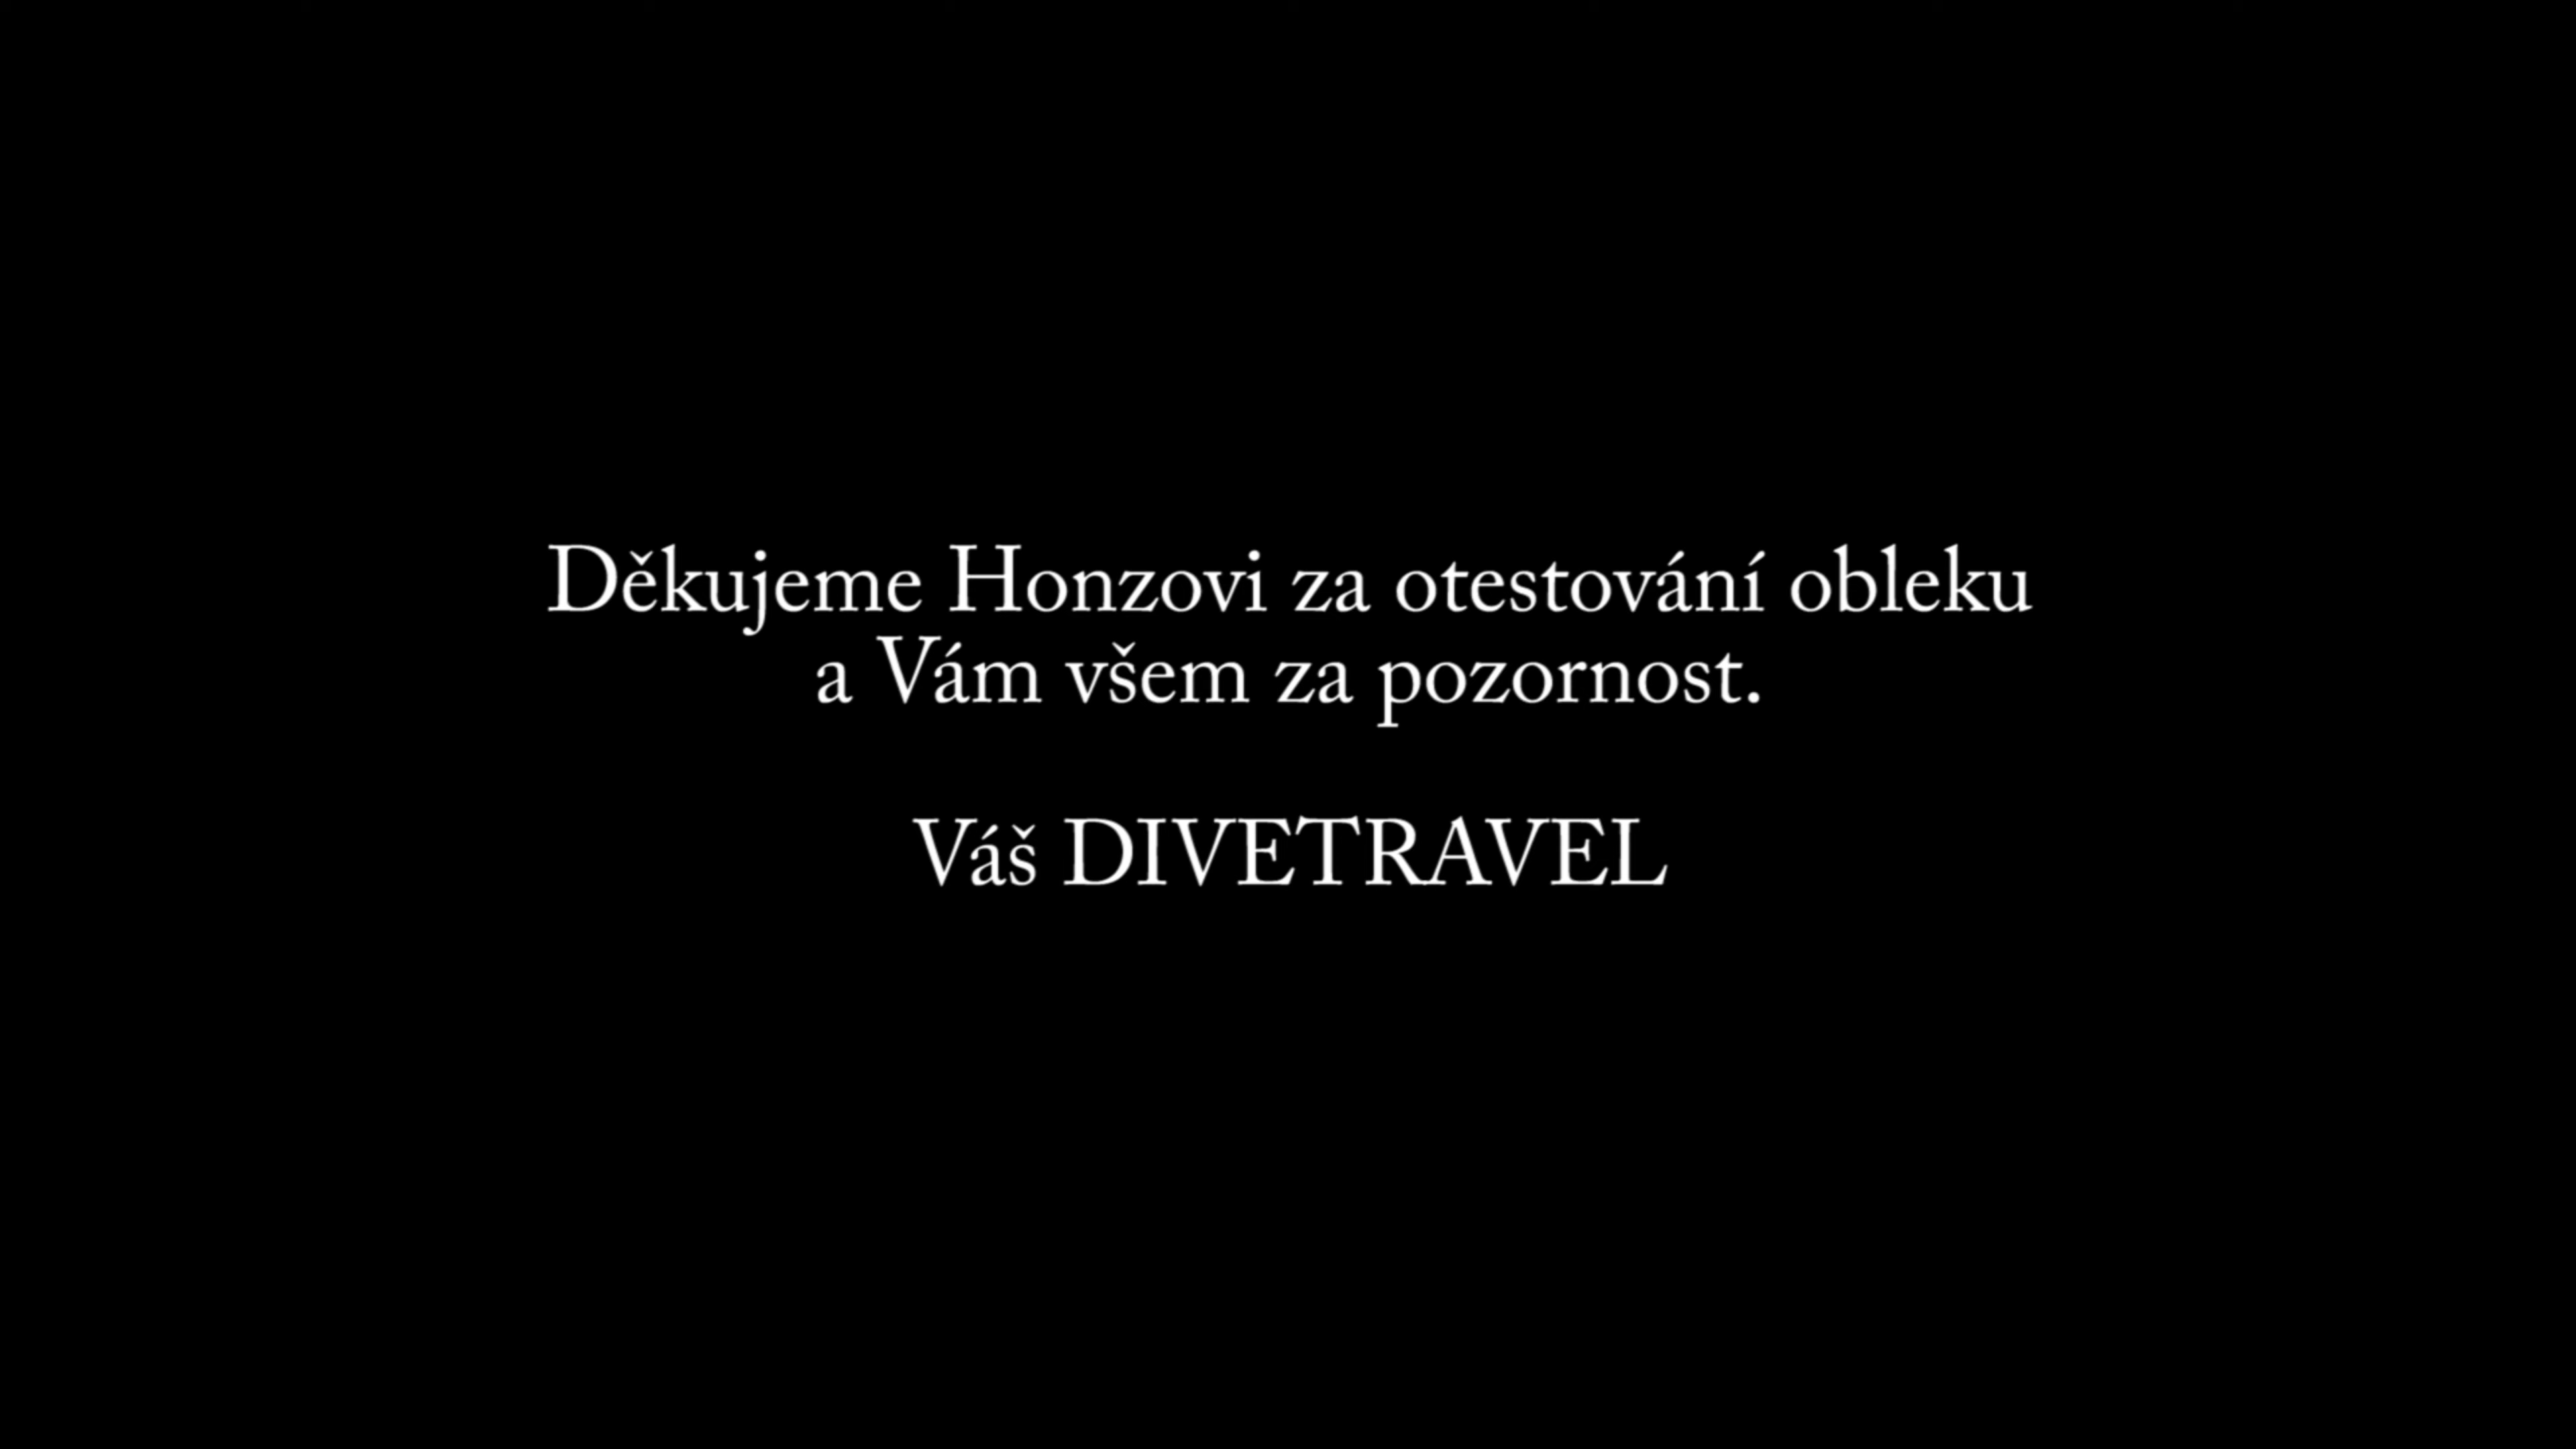 Děkujeme Honzovi za otestování obleku
a Vám všem za pozornost.
Váš DIVETRAVEL